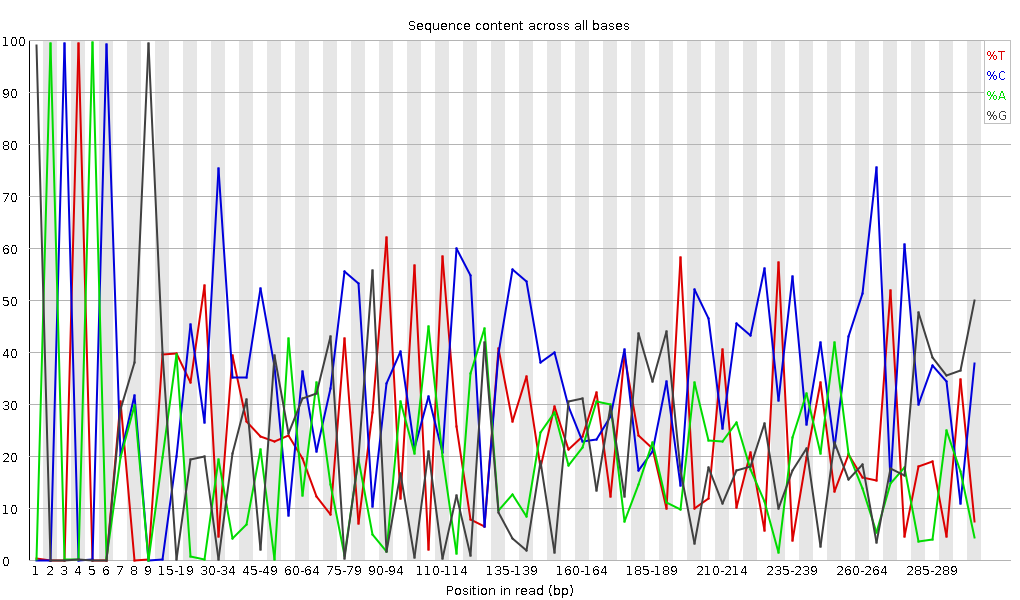 Sequence content across all bases
100
90
80
70
60
50
40
30
20
10
0
%T
%C
%A
%G
1 2 3 4 5 6 7 8 9 15-19 30-34 45-49 60-64 75-79 90-94 110-114 135-139 160-164 185-189 210-214 235-239 260-264 285-289
Position in read (bp)